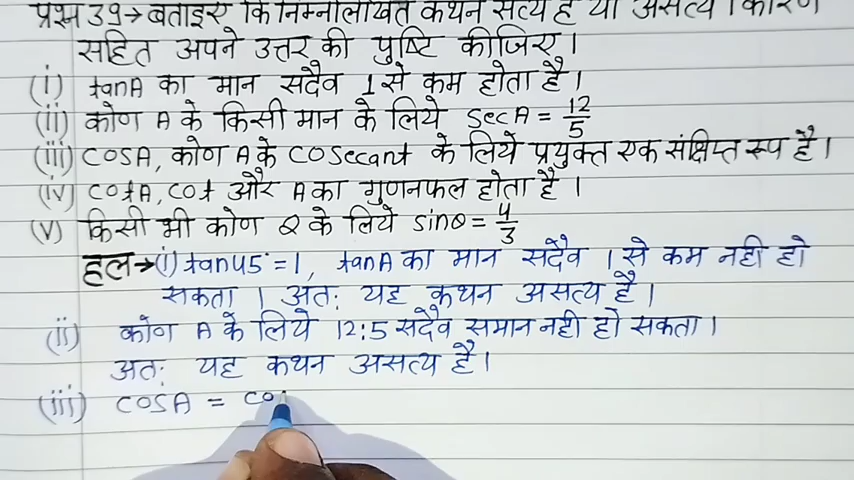 प्रश्न 39→ बताइए कि निम्नलिखित कथन सत्य है या असत्य । कारण
सहित अपने उत्तर की पुष्टि कीजिए ।
(i) tanA का मान सदैव 1 से कम होता है ।
(ii) कोण A के किसी मान के लिये secA = 12/5
(iii) COSA, कोण A के COSecant के लिये प्रयुक्त एक संक्षिप्त रूप है ।
(iv) cotA, cot और A का गुणनफल होता है ।
(v) किसी भी कोण θ के लिये sinθ = 4/3
हल→(i) tan45° = 1, tanA का मान सदैव 1 से कम नही हो
सकता । अतः यह कथन असत्य है ।
(ii) कोण A के लिये 12:5 सदैव समान नही हो सकता ।
अतः यह कथन असत्य है ।
(iii) COSA = co